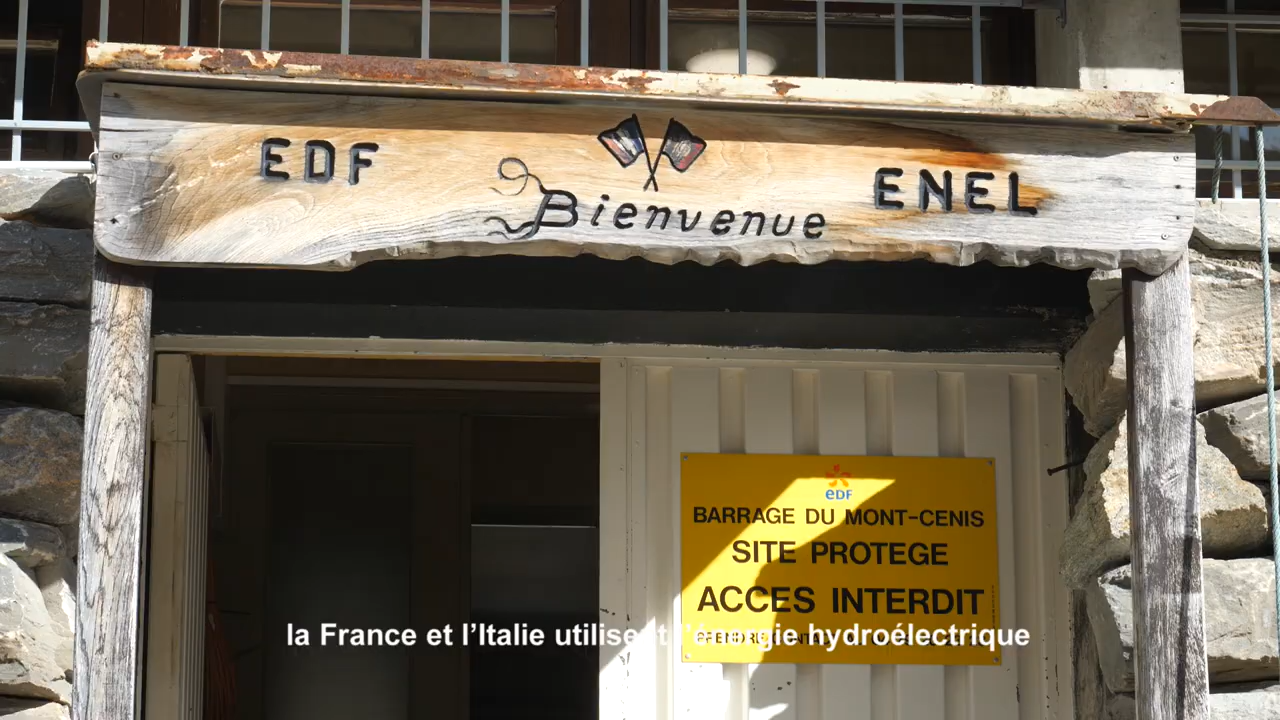 EDF
Bienvenue
ENEL
eDF
BARRAGE DU MONT-CENIS
SITE PROTEGE
ACCES INTERDIT
PRENDRE
la France et l’Italie utilisent l’énergie hydroélectrique